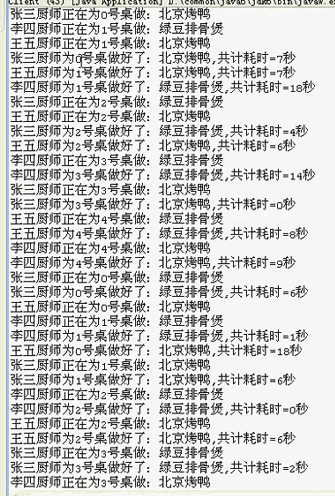 Client (43) [Java Application] D:\common\java6\jdk6\bin\javaw.e
张三厨师正在为0号桌做：北京烤鸭
李四厨师正在为1号桌做：绿豆排骨煲
王五厨师正在为1号桌做：北京烤鸭
张三厨师为0号桌做好了：北京烤鸭,共计耗时=7秒
王五厨师为1号桌做好了：北京烤鸭,共计耗时=7秒
李四厨师为1号桌做好了：绿豆排骨煲,共计耗时=18秒
张三厨师正在为2号桌做：绿豆排骨煲
王五厨师正在为2号桌做：北京烤鸭
张三厨师为2号桌做好了：绿豆排骨煲,共计耗时=4秒
王五厨师为2号桌做好了：北京烤鸭,共计耗时=6秒
李四厨师正在为3号桌做：绿豆排骨煲
李四厨师为3号桌做好了：绿豆排骨煲,共计耗时=14秒
张三厨师正在为3号桌做：北京烤鸭
张三厨师为3号桌做好了：北京烤鸭,共计耗时=0秒
王五厨师正在为4号桌做：绿豆排骨煲
王五厨师为4号桌做好了：绿豆排骨煲,共计耗时=8秒
李四厨师正在为4号桌做：北京烤鸭
李四厨师为4号桌做好了：北京烤鸭,共计耗时=9秒
张三厨师正在为0号桌做：绿豆排骨煲
张三厨师为0号桌做好了：绿豆排骨煲,共计耗时=6秒
王五厨师正在为0号桌做：北京烤鸭
李四厨师正在为1号桌做：绿豆排骨煲
李四厨师为1号桌做好了：绿豆排骨煲,共计耗时=1秒
王五厨师为0号桌做好了：北京烤鸭,共计耗时=18秒
张三厨师正在为1号桌做：北京烤鸭
张三厨师为1号桌做好了：北京烤鸭,共计耗时=6秒
李四厨师正在为2号桌做：绿豆排骨煲
李四厨师为2号桌做好了：绿豆排骨煲,共计耗时=0秒
王五厨师正在为2号桌做：北京烤鸭
王五厨师为2号桌做好了：北京烤鸭,共计耗时=6秒
张三厨师正在为3号桌做：绿豆排骨煲
张三厨师为3号桌做好了：绿豆排骨煲,共计耗时=2秒
李四厨师正在为3号桌做：北京烤鸭